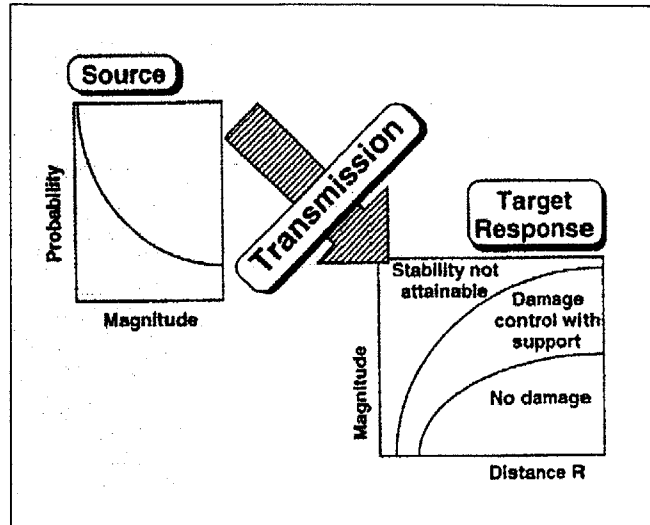 Source
Probability
Magnitude
Transmission
Target
Response
Stability not
attainable
Damage
control with
support
No damage
Magnitude
Distance R